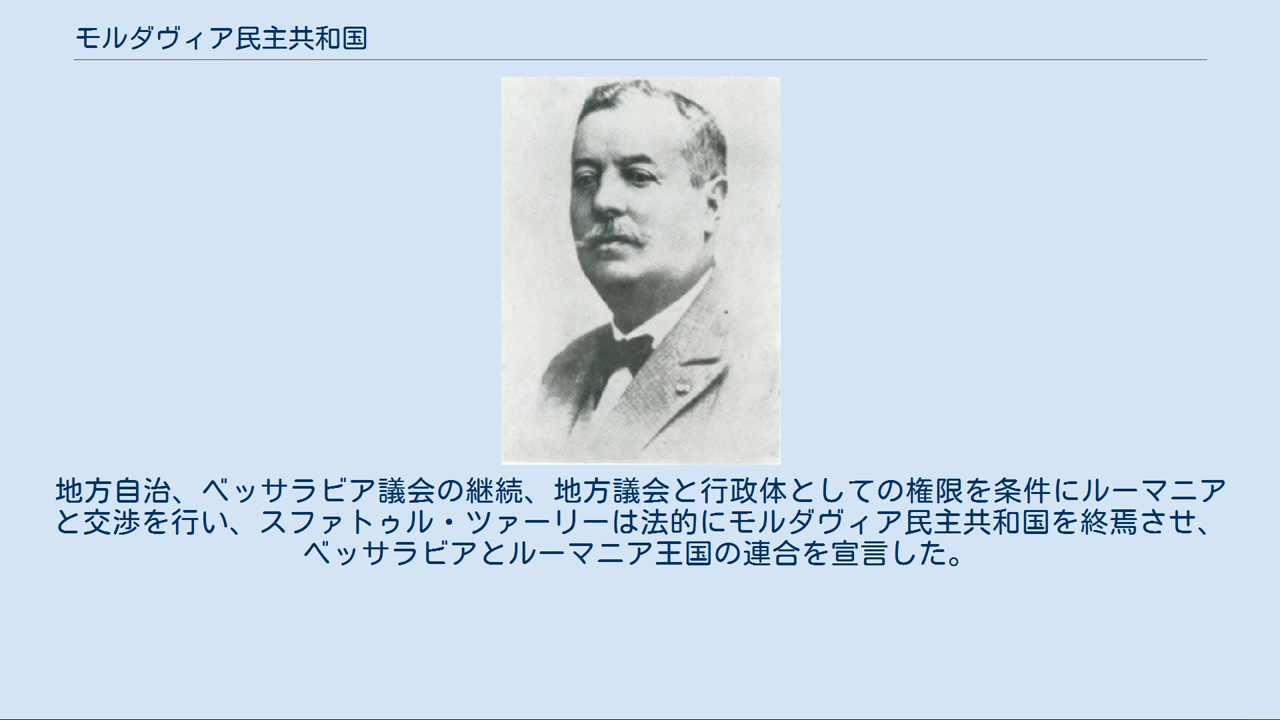 モルダヴィア民主共和国
地方自治、ベッサラビア議会の継続、地方議会と行政体としての権限を条件にルーマニア
と交渉を行い、スファトゥル・ツァーリーは法的にモルダヴィア民主共和国を終焉させ、
ベッサラビアとルーマニア王国の連合を宣言した。